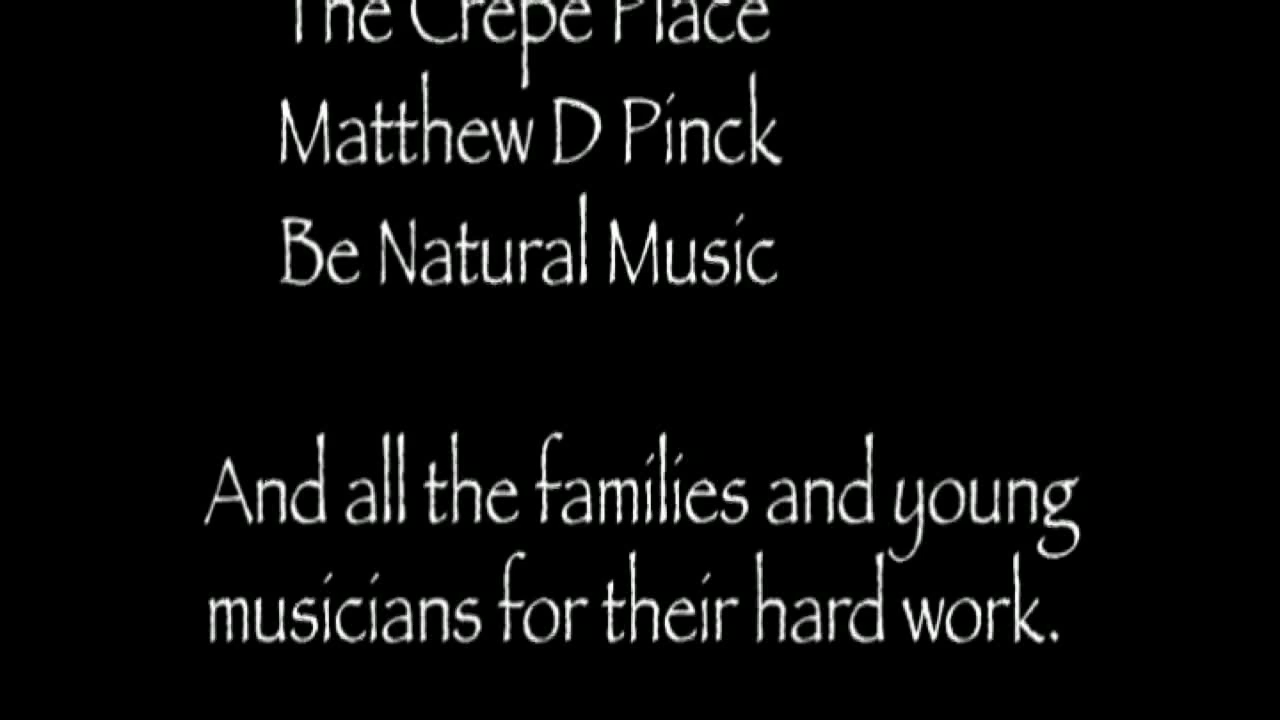 The Crepe Place
Matthew D Pinck
Be Natural Music
And all the families and young
musicians for their hard work.